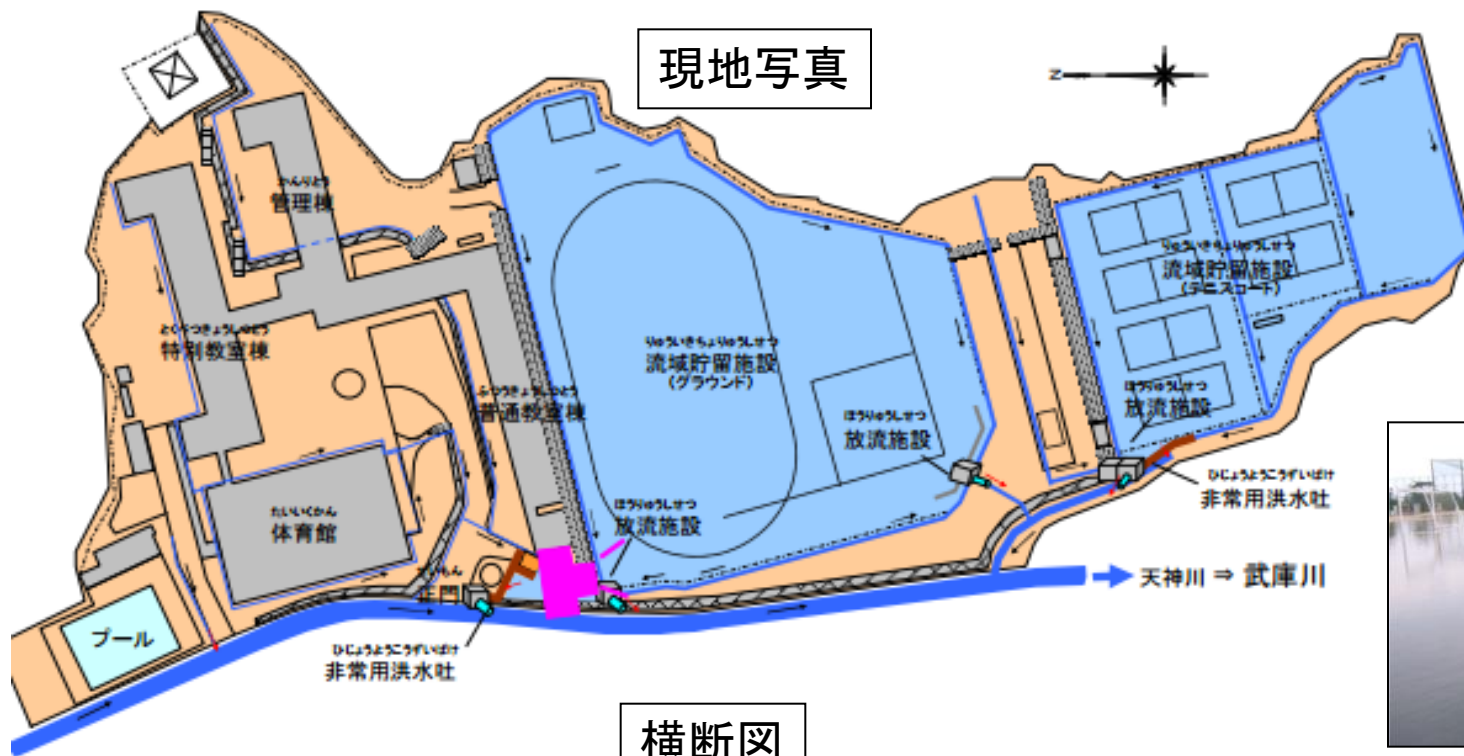 現地写真
Z
かんりとう
管理棟
りゅういきちょりゅうしせつ
流域貯留施設
(テニスコート)
とくべつきょうしつとう
特別教室棟
りゅういきちょりゅうしせつ
流域貯留施設
(グラウンド)
ふつうきょうしつとう
普通教室棟
ほうりゅうしせつ
放流施設
ほうりゅうしせつ
放流施設
ひじょうようこうずいばけ
非常用洪水吐
たいいくかん
体育館
ほうりゅうしせつ
放流施設
正門
天神川 ⇒ 武庫川
プール
ひじょうようこうずいばけ
非常用洪水吐
横断図